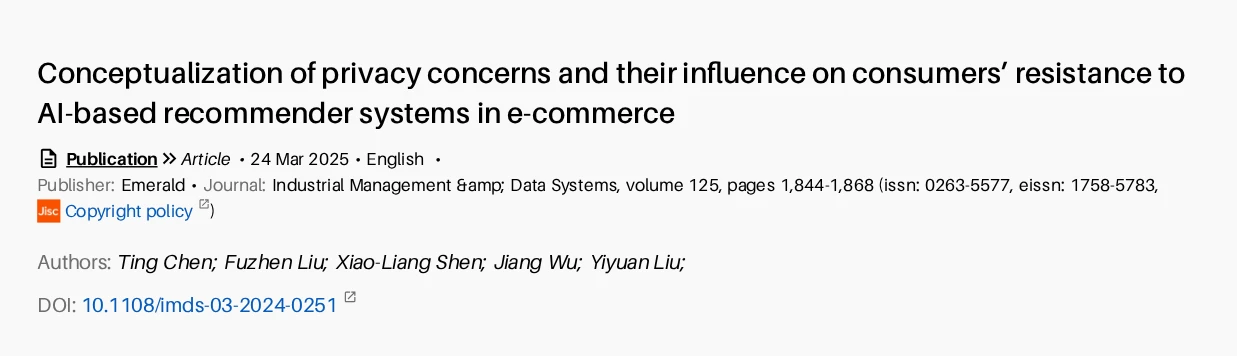 Conceptualization of privacy concerns and their influence on consumers’ resistance to
AI-based recommender systems in e-commerce
Publication » Article • 24 Mar 2025 • English •
Publisher: Emerald • Journal: Industrial Management &amp; Data Systems, volume 125, pages 1,844-1,868 (issn: 0263-5577, eissn: 1758-5783,
Jisc Copyright policy )
Authors: Ting Chen; Fuzhen Liu; Xiao-Liang Shen; Jiang Wu; Yiyuan Liu;
DOI: 10.1108/imds-03-2024-0251